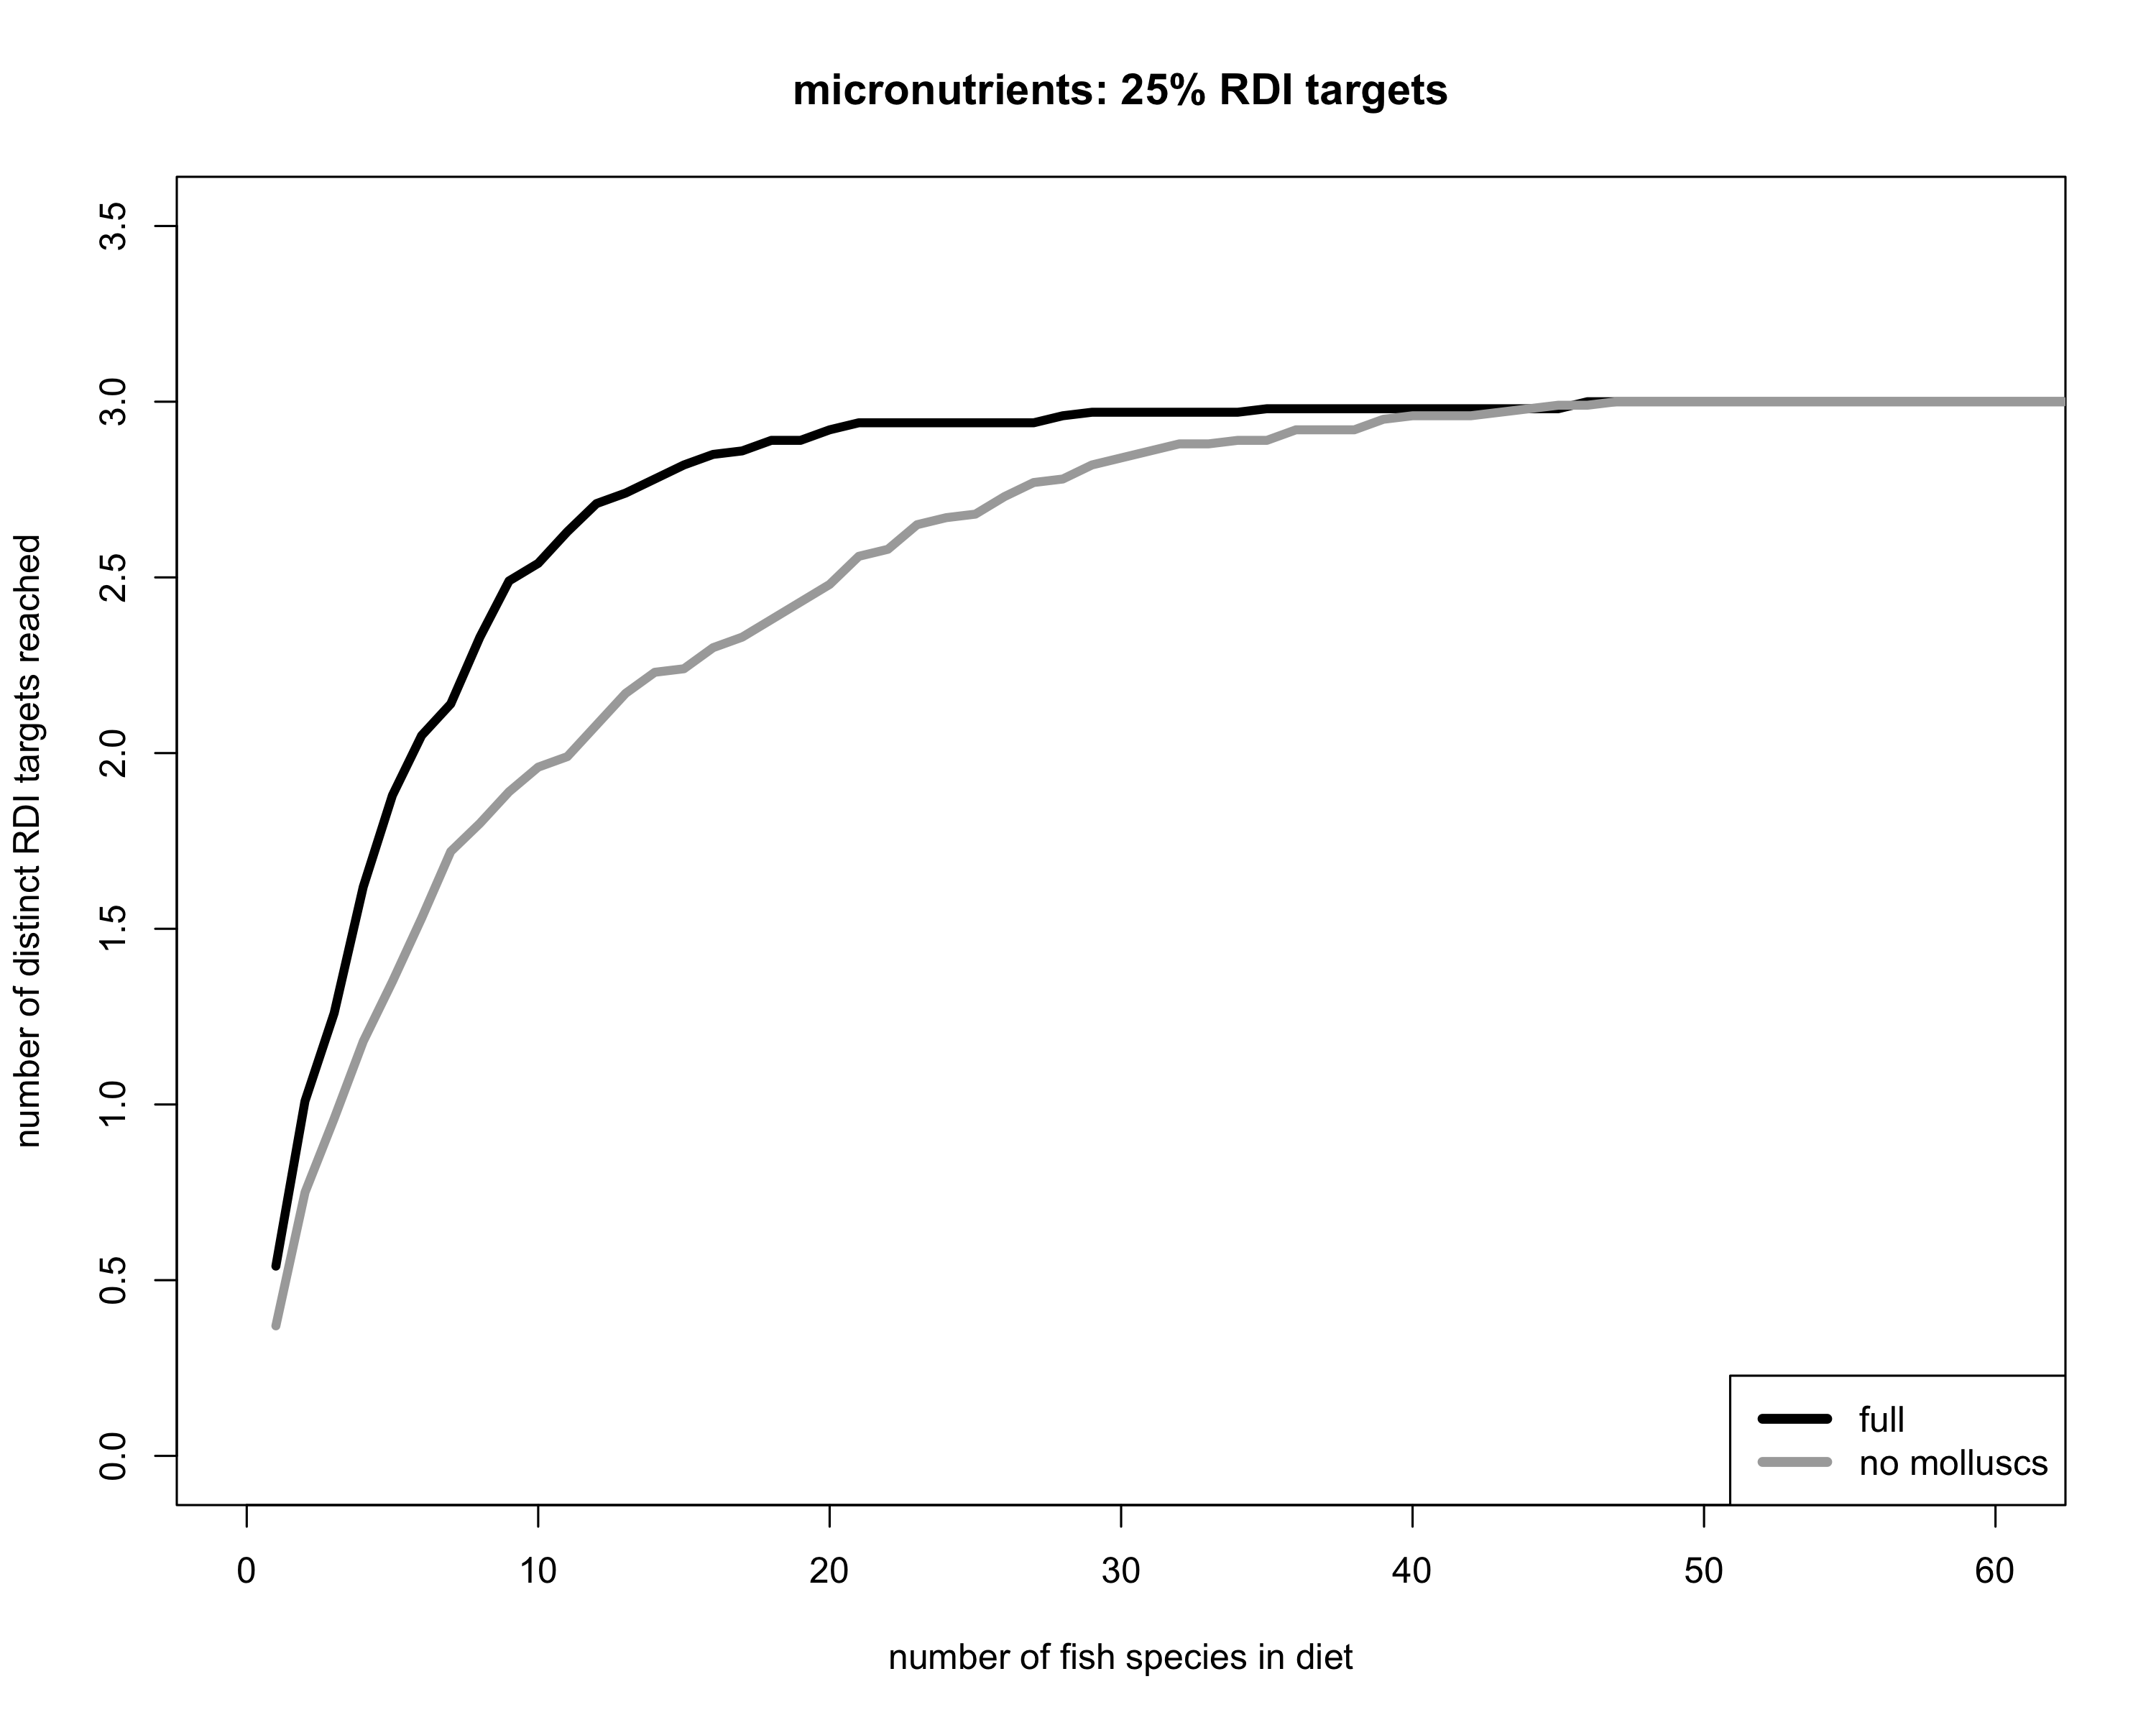 micronutrients: 25% RDI targets
number of distinct RDI targets reached
3.5
3.0
2.5
2.0
1.5
1.0
0.5
0.0
full
no molluscs
0 10 20 30 40 50 60
number of fish species in diet